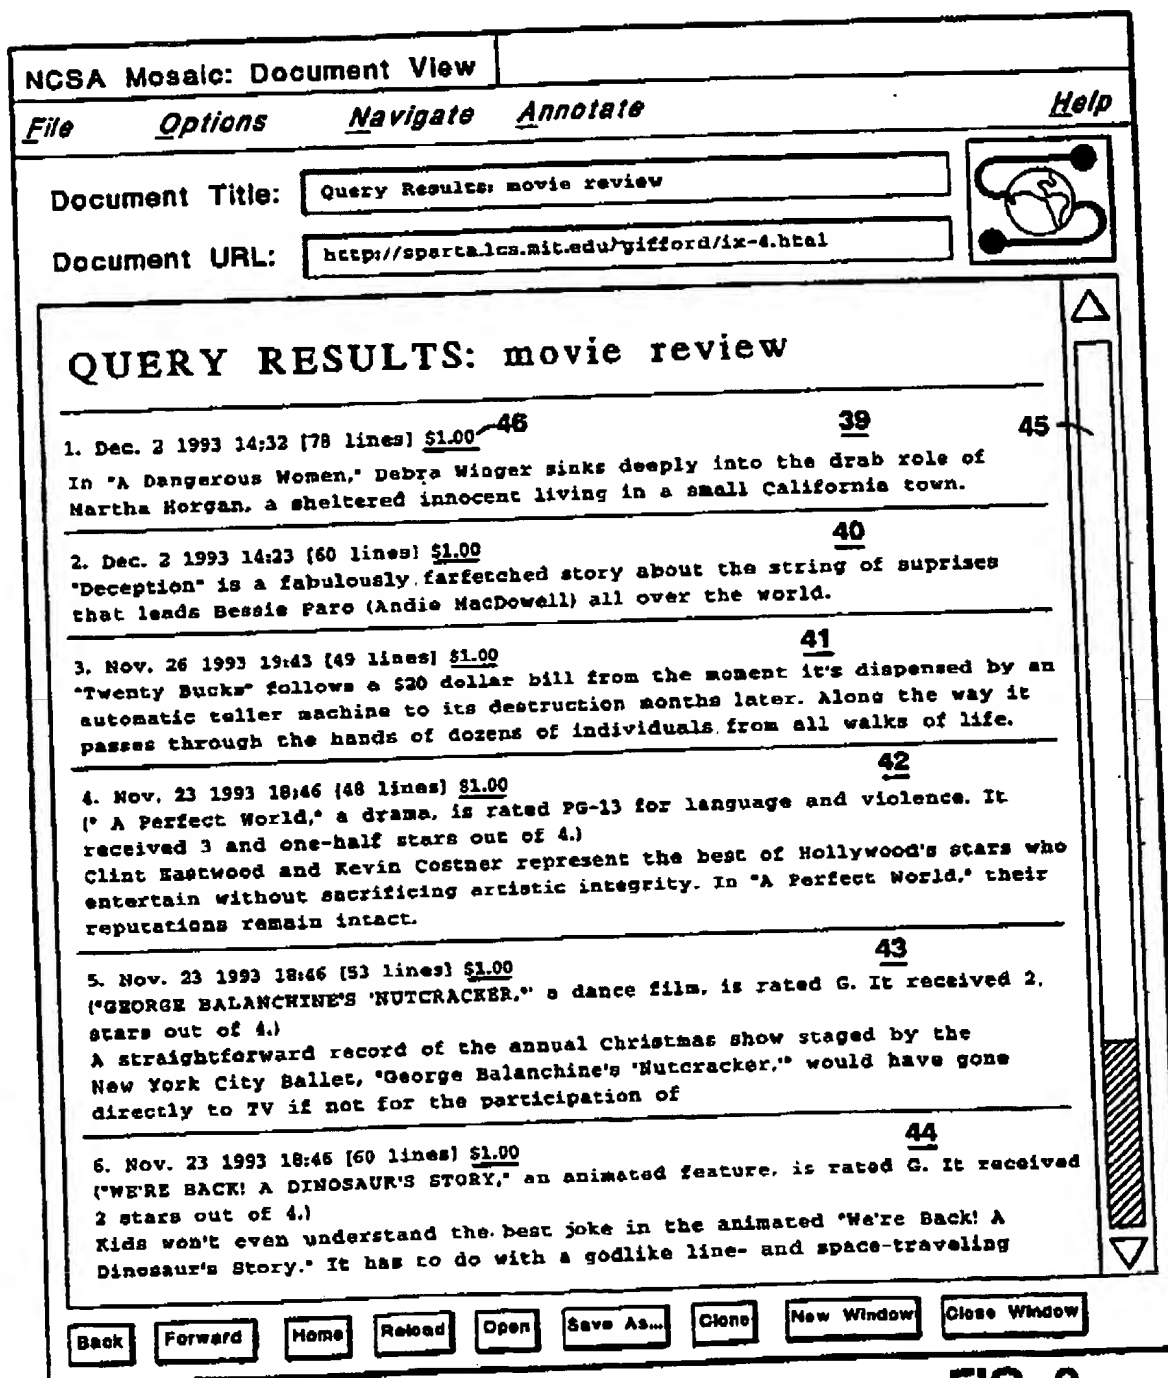 NCSA Mosaic: Document View
File Options Navigate Annotate Help
Document Title: Query Results: movie review
Document URL: http://sparta.lcs.mit.edu/gifford/ix-4.html
QUERY RESULTS: movie review
1. Dec. 2 1993 14:32 [78 lines] $1.00 46 39 45
In "A Dangerous Women," Debra Winger sinks deeply into the drab role of
Martha Horgan, a sheltered innocent living in a small California town.
40
2. Dec. 2 1993 14:23 [60 lines] $1.00
"Deception" is a fabulously farfetched story about the string of suprises
that leads Bessie Faro (Andie MacDowell) all over the world.
41
3. Nov. 26 1993 19:43 [49 lines] $1.00
"Twenty Bucks" follows a $20 dollar bill from the moment it's dispensed by an
automatic teller machine to its destruction months later. Along the way it
passes through the hands of dozens of individuals from all walks of life.
42
4. Nov. 23 1993 18:46 [48 lines] $1.00
(" A Perfect World," a drama, is rated PG-13 for language and violence. It
received 3 and one-half stars out of 4.)
Clint Eastwood and Kevin Costner represent the best of Hollywood's stars who
entertain without sacrificing artistic integrity. In "A Perfect World," their
reputations remain intact.
43
5. Nov. 23 1993 18:46 [53 lines] $1.00
("GEORGE BALANCHINE'S 'NUTCRACKER,'" a dance film, is rated G. It received 2.
stars out of 4.)
A straightforward record of the annual Christmas show staged by the
New York City Ballet, "George Balanchine's 'Nutcracker,'" would have gone
directly to TV if not for the participation of
44
6. Nov. 23 1993 18:46 [60 lines] $1.00
("WE'RE BACK! A DINOSAUR'S STORY," an animated feature, is rated G. It received
2 stars out of 4.)
Kids won't even understand the best joke in the animated "We're Back! A
Dinosaur's Story." It has to do with a godlike line- and space-traveling
Back Forward Home Reload Open Save As... Clone New Window Close Window